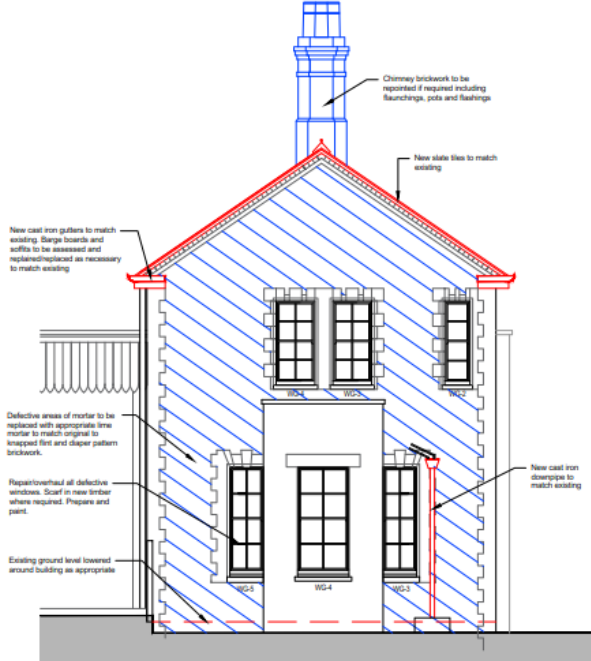 Chimney brickwork to be
repointed if required including
flaunchings, pots and flashings
New slate tiles to match
existing
New cast iron gutters to match
existing. Barge boards and
soffits to be assessed and
replaired/replaced as necessary
to match existing
WG-4
WG-3
WG-2
Defective areas of mortar to be
replaced with appropriate lime
mortar to match original to
knapped flint and diaper pattern
brickwork.
Repair/overhaul all defective
windows. Scarf in new timber
where required. Prepare and
paint.
New cast iron
downpipe to
match existing
Existing ground level lowered
around building as appropriate
WG-5
WG-4
WG-3